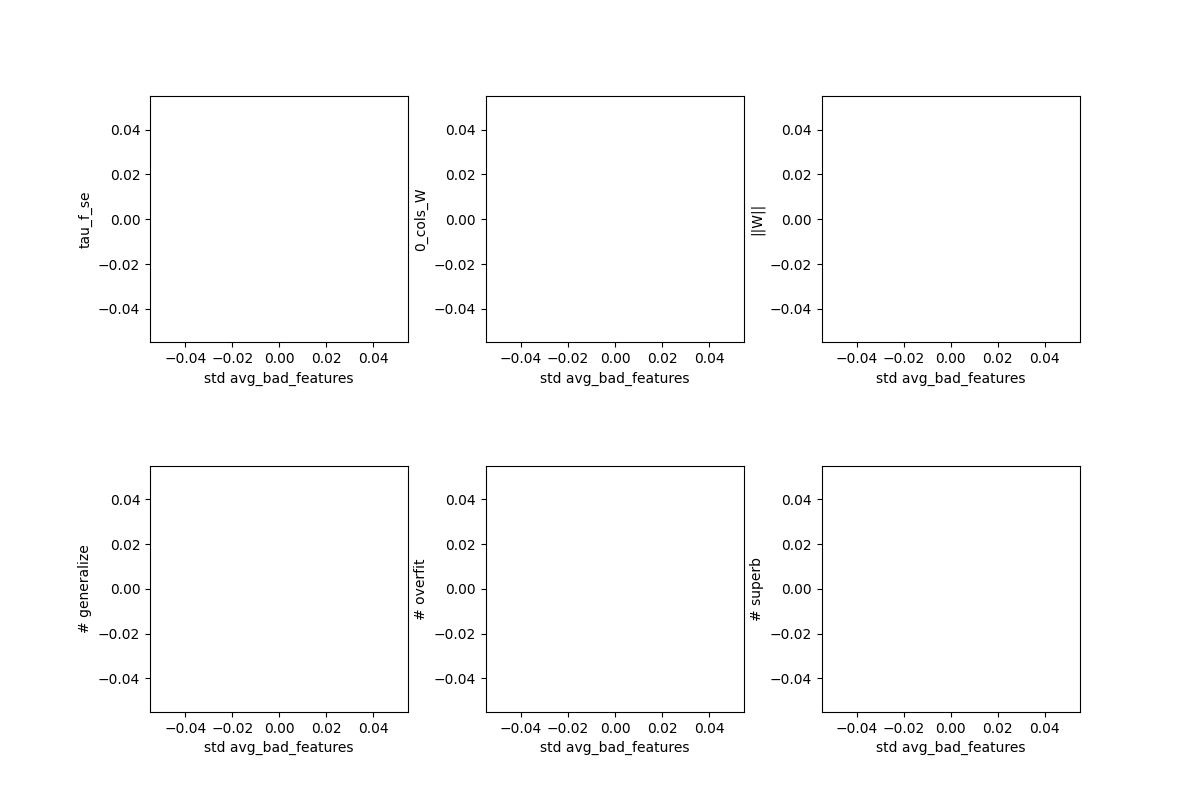 0.04 0.04 0.04
0.02 0.02 0.02
tau_f_se 0.00 0_cols_W 0.00 ||W|| 0.00
−0.02 −0.02 −0.02
−0.04 −0.04 −0.04
−0.04 −0.02 0.00 0.02 0.04 −0.04 −0.02 0.00 0.02 0.04 −0.04 −0.02 0.00 0.02 0.04
std avg_bad_features std avg_bad_features std avg_bad_features
0.04 0.04 0.04
0.02 0.02 0.02
# generalize 0.00 # overfit 0.00 # superb 0.00
−0.02 −0.02 −0.02
−0.04 −0.04 −0.04
−0.04 −0.02 0.00 0.02 0.04 −0.04 −0.02 0.00 0.02 0.04 −0.04 −0.02 0.00 0.02 0.04
std avg_bad_features std avg_bad_features std avg_bad_features